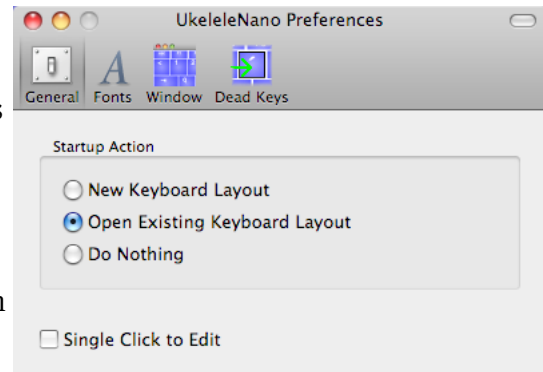 UkeleleNano Preferences
General Fonts Window Dead Keys
s
Startup Action
New Keyboard Layout
Open Existing Keyboard Layout
Do Nothing
n
Single Click to Edit